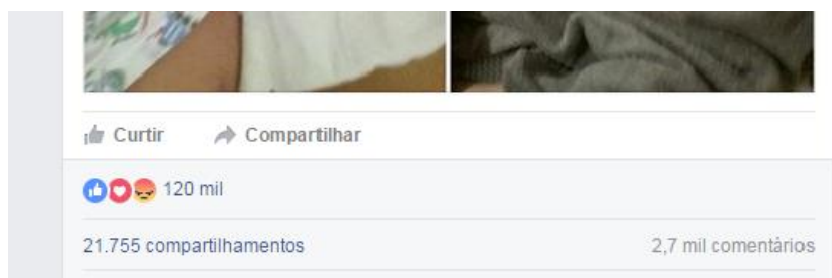 Curtir Compartilhar
120 mil
21.755 compartilhamentos 2,7 mil comentários